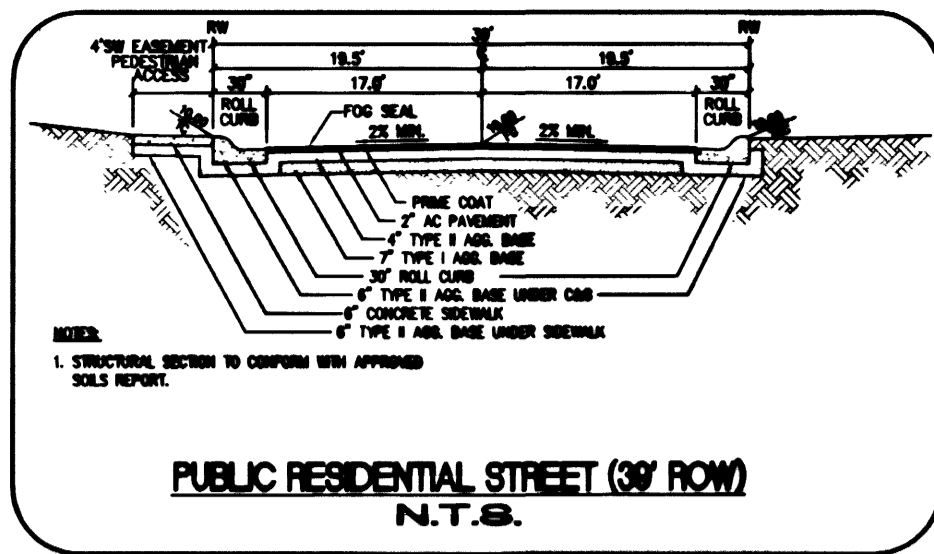 RW
RW
39'
4'SW EASEMENT
PEDESTRIAN
ACCESS
19.5'
19.5'
30"
17.0'
17.0'
30"
ROLL
CURB
ROLL
CURB
FOG SEAL
2% MIN.
2% MIN.
PRIME COAT
2" AC PAVEMENT
4" TYPE II AGG. BASE
7" TYPE I AGG. BASE
30" ROLL CURB
6" TYPE II AGG. BASE UNDER C&G
6" CONCRETE SIDEWALK
6" TYPE II AGG. BASE UNDER SIDEWALK
NOTES:
1. STRUCTURAL SECTION TO CONFORM WITH APPROVED
SOILS REPORT.
PUBLIC RESIDENTIAL STREET (39' ROW)
N.T.S.